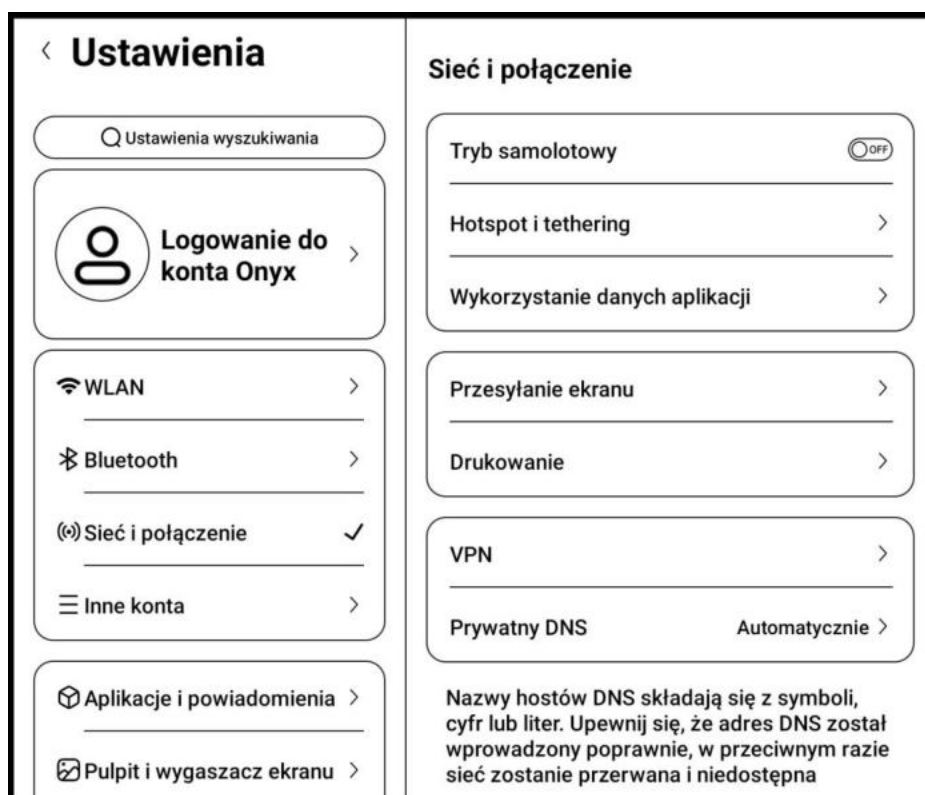 Ustawienia
Ustawienia wyszukiwania
Logowanie do
konta Onyx
WLAN
Bluetooth
Sieć i połączenie
Inne konta
Aplikacje i powiadomienia
Pulpit i wygaszacz ekranu
Sieć i połączenie
Tryb samolotowy OFF
Hotspot i tethering
Wykorzystanie danych aplikacji
Przesyłanie ekranu
Drukowanie
VPN
Prywatny DNS Automatycznie
Nazwy hostów DNS składają się z symboli,
cyfr lub liter. Upewnij się, że adres DNS został
wprowadzony poprawnie, w przeciwnym razie
sieć zostanie przerwana i niedostępna